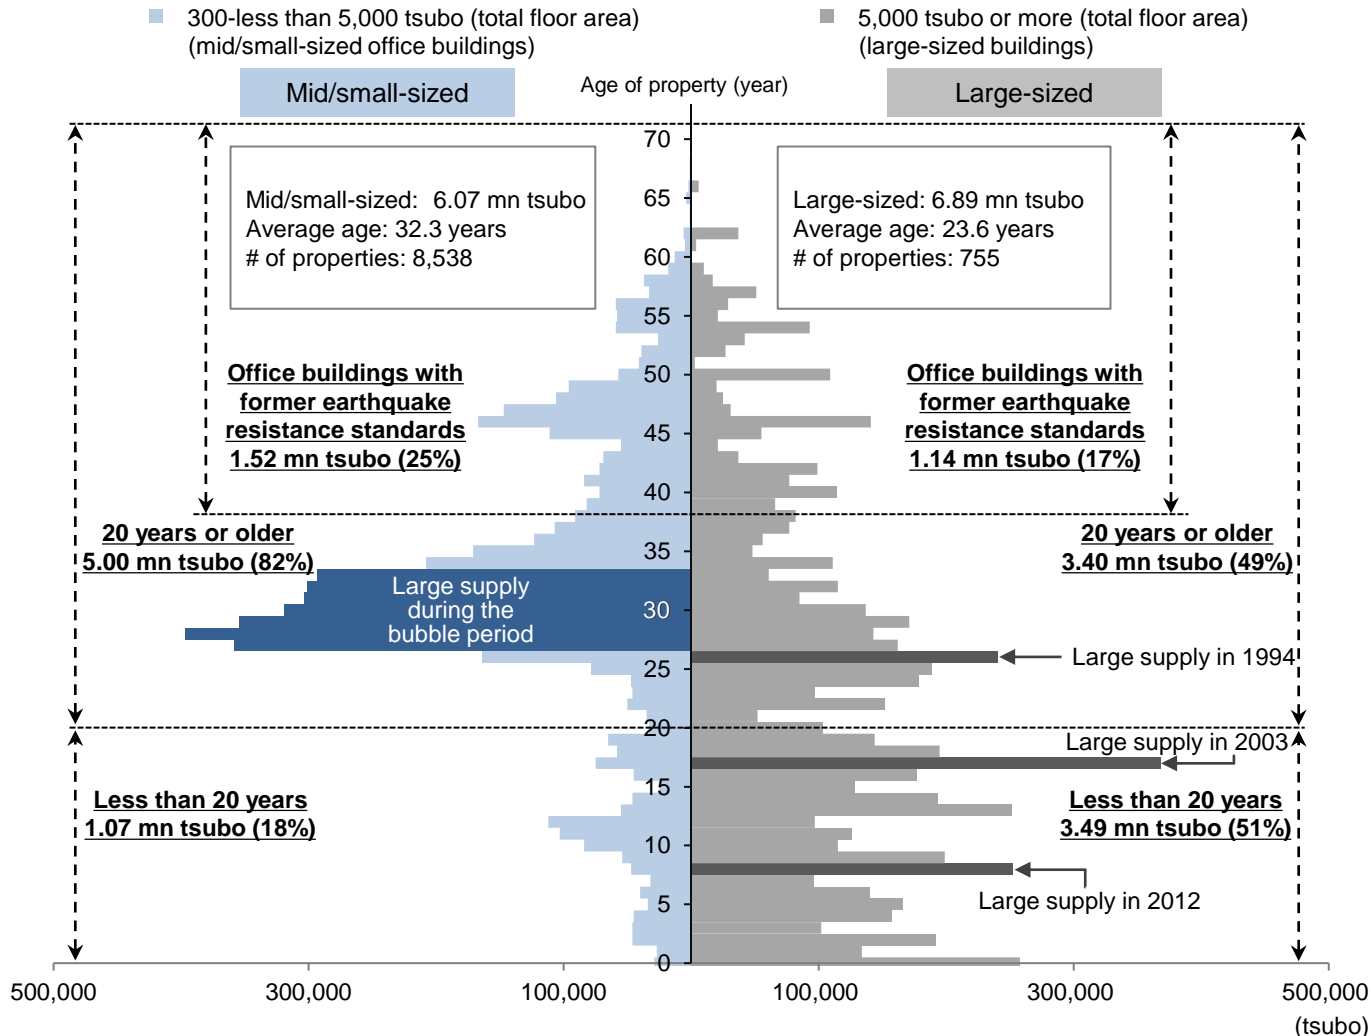 300-less than 5,000 tsubo (total floor area)
(mid/small-sized office buildings)
5,000 tsubo or more (total floor area)
(large-sized buildings)
Mid/small-sized
Age of property (year)
Large-sized
70
65
60
55
50
45
40
35
30
25
20
15
10
5
0
Mid/small-sized: 6.07 mn tsubo
Average age: 32.3 years
# of properties: 8,538
Large-sized: 6.89 mn tsubo
Average age: 23.6 years
# of properties: 755
Office buildings with
former earthquake
resistance standards
1.52 mn tsubo (25%)
Office buildings with
former earthquake
resistance standards
1.14 mn tsubo (17%)
20 years or older
5.00 mn tsubo (82%)
20 years or older
3.40 mn tsubo (49%)
Large supply
during the
bubble period
Large supply in 1994
Large supply in 2003
Less than 20 years
1.07 mn tsubo (18%)
Less than 20 years
3.49 mn tsubo (51%)
Large supply in 2012
500,000
300,000
100,000
100,000
300,000
500,000
(tsubo)